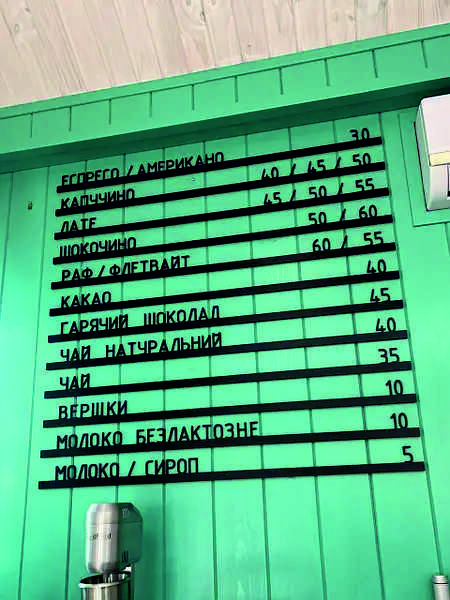 ЕСПРЕСО / АМЕРИКАНО 30
КАПУЧИНО 40 / 45 / 50
ЛАТЕ 45 / 50 / 55
ШОКОЧИНО 50 / 60
РАФ / ФЛЕТВАЙТ 60 / 55
КАКАО 40
ГАРЯЧИЙ ШОКОЛАД 45
ЧАЙ НАТУРАЛЬНИЙ 40
ЧАЙ 35
ВЕРШКИ 10
МОЛОКО БЕЗЛАКТОЗНЕ 10
МОЛОКО / СИРОП 5